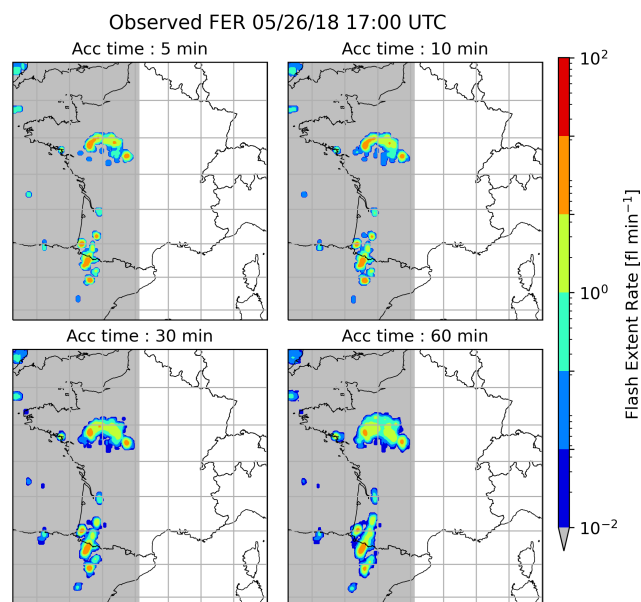 Observed FER 05/26/18 17:00 UTC
Acc time : 5 min
Acc time : 10 min
Acc time : 30 min
Acc time : 60 min
10²
10⁰
10⁻²
Flash Extent Rate [fl min⁻¹]